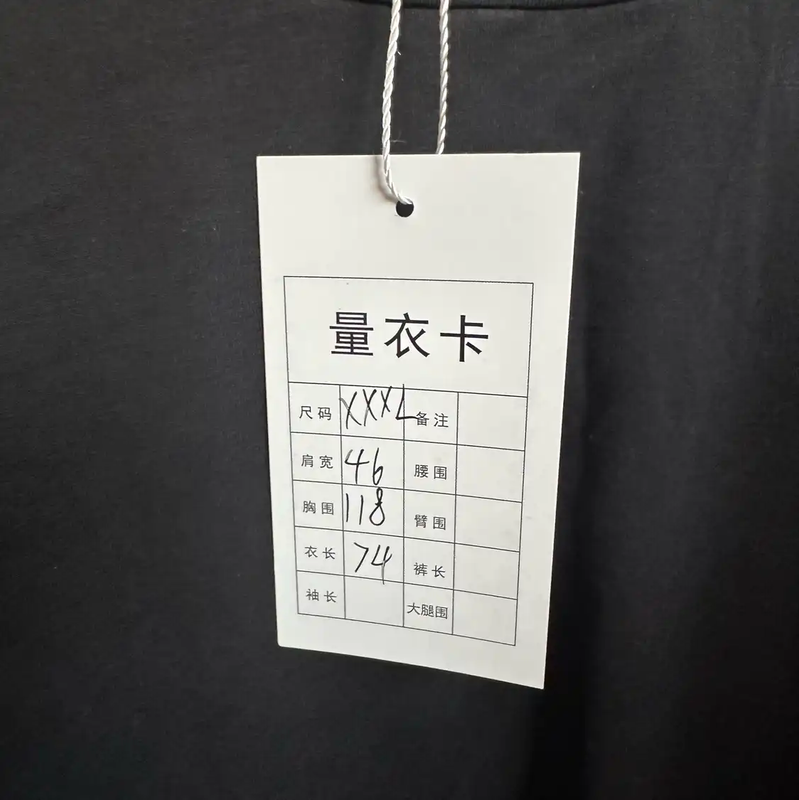 量衣卡
尺码 XXXL 备注
肩宽 46 腰围
胸围 118 臂围
衣长 74 裤长
袖长 大腿围